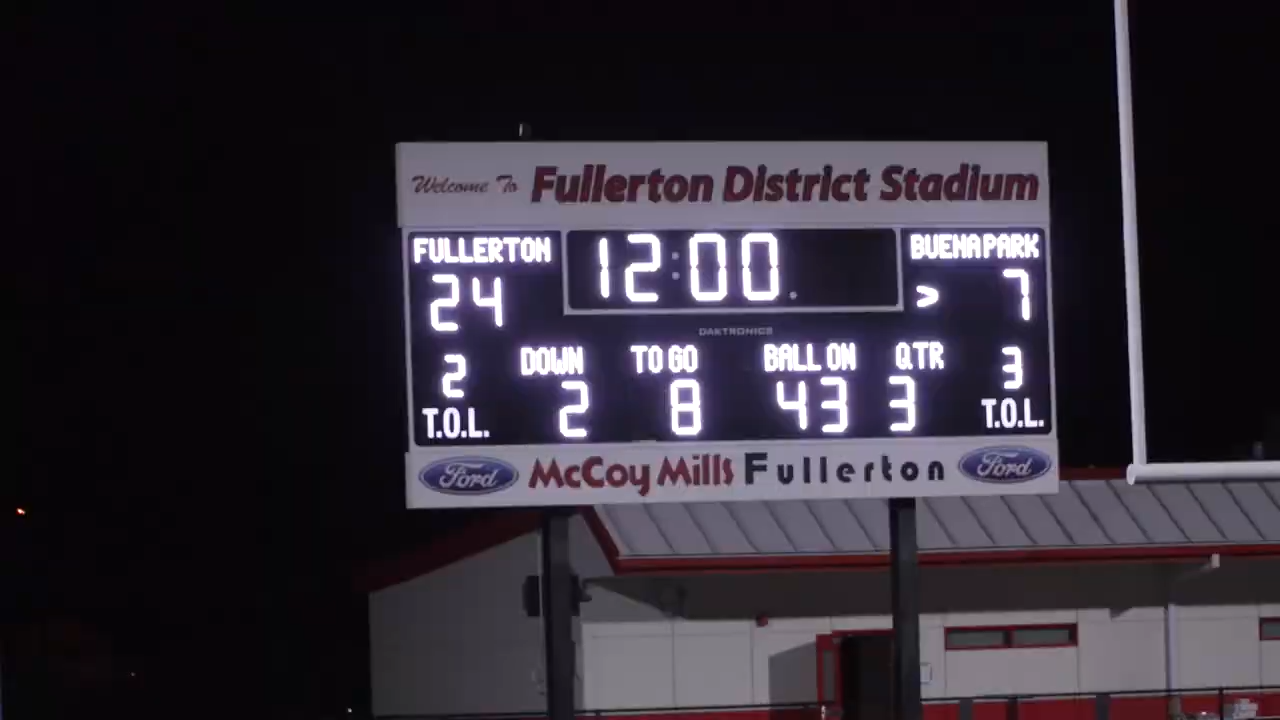 Welcome To Fullerton District Stadium
FULLERTON 12:00. BUENA PARK
24 > 7
DAKTRONICS
DOWN TO GO BALL ON QTR
2 2 8 43 3 3
T.O.L. T.O.L.
Ford McCoy Mills Fullerton Ford